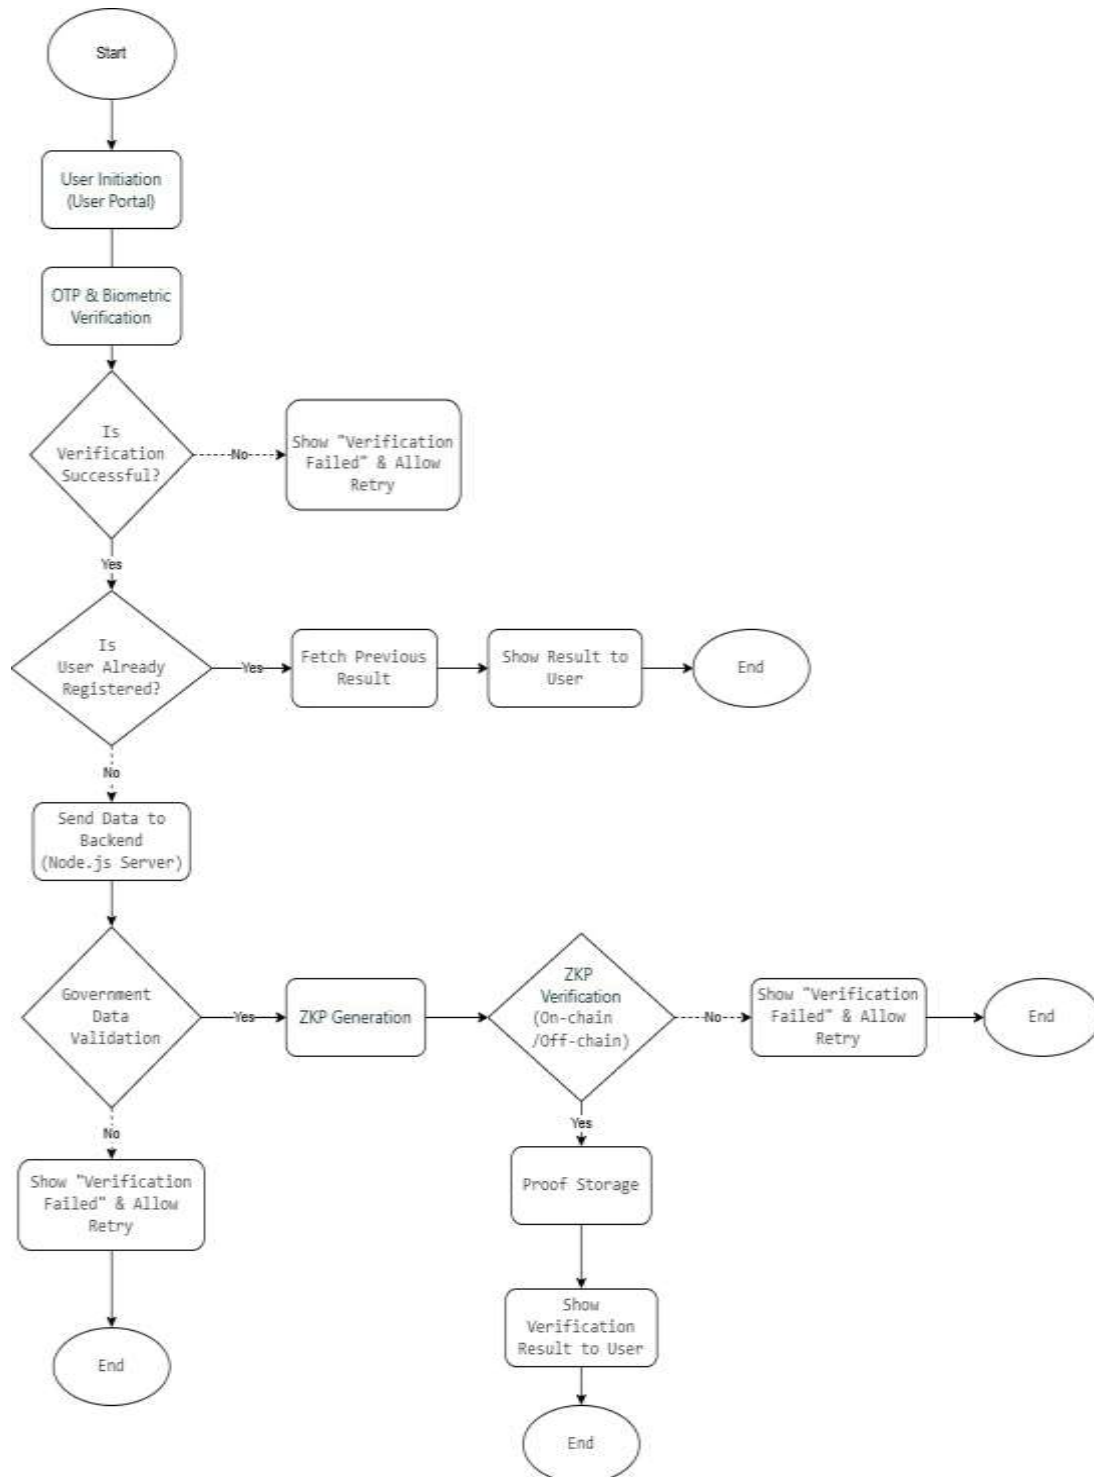 Start
User Initiation
(User Portal)
OTP & Biometric
Verification
Is
Verification
Successful?
No
Show "Verification
Failed" & Allow
Retry
Yes
Is
User Already
Registered?
Yes
Fetch Previous
Result
Show Result to
User
End
No
Send Data to
Backend
(Node.js Server)
Government
Data
Validation
Yes
ZKP Generation
ZKP
Verification
(On-chain
/Off-chain)
No
Show "Verification
Failed" & Allow
Retry
End
No
Show "Verification
Failed" & Allow
Retry
End
Yes
Proof Storage
Show
Verification
Result to User
End